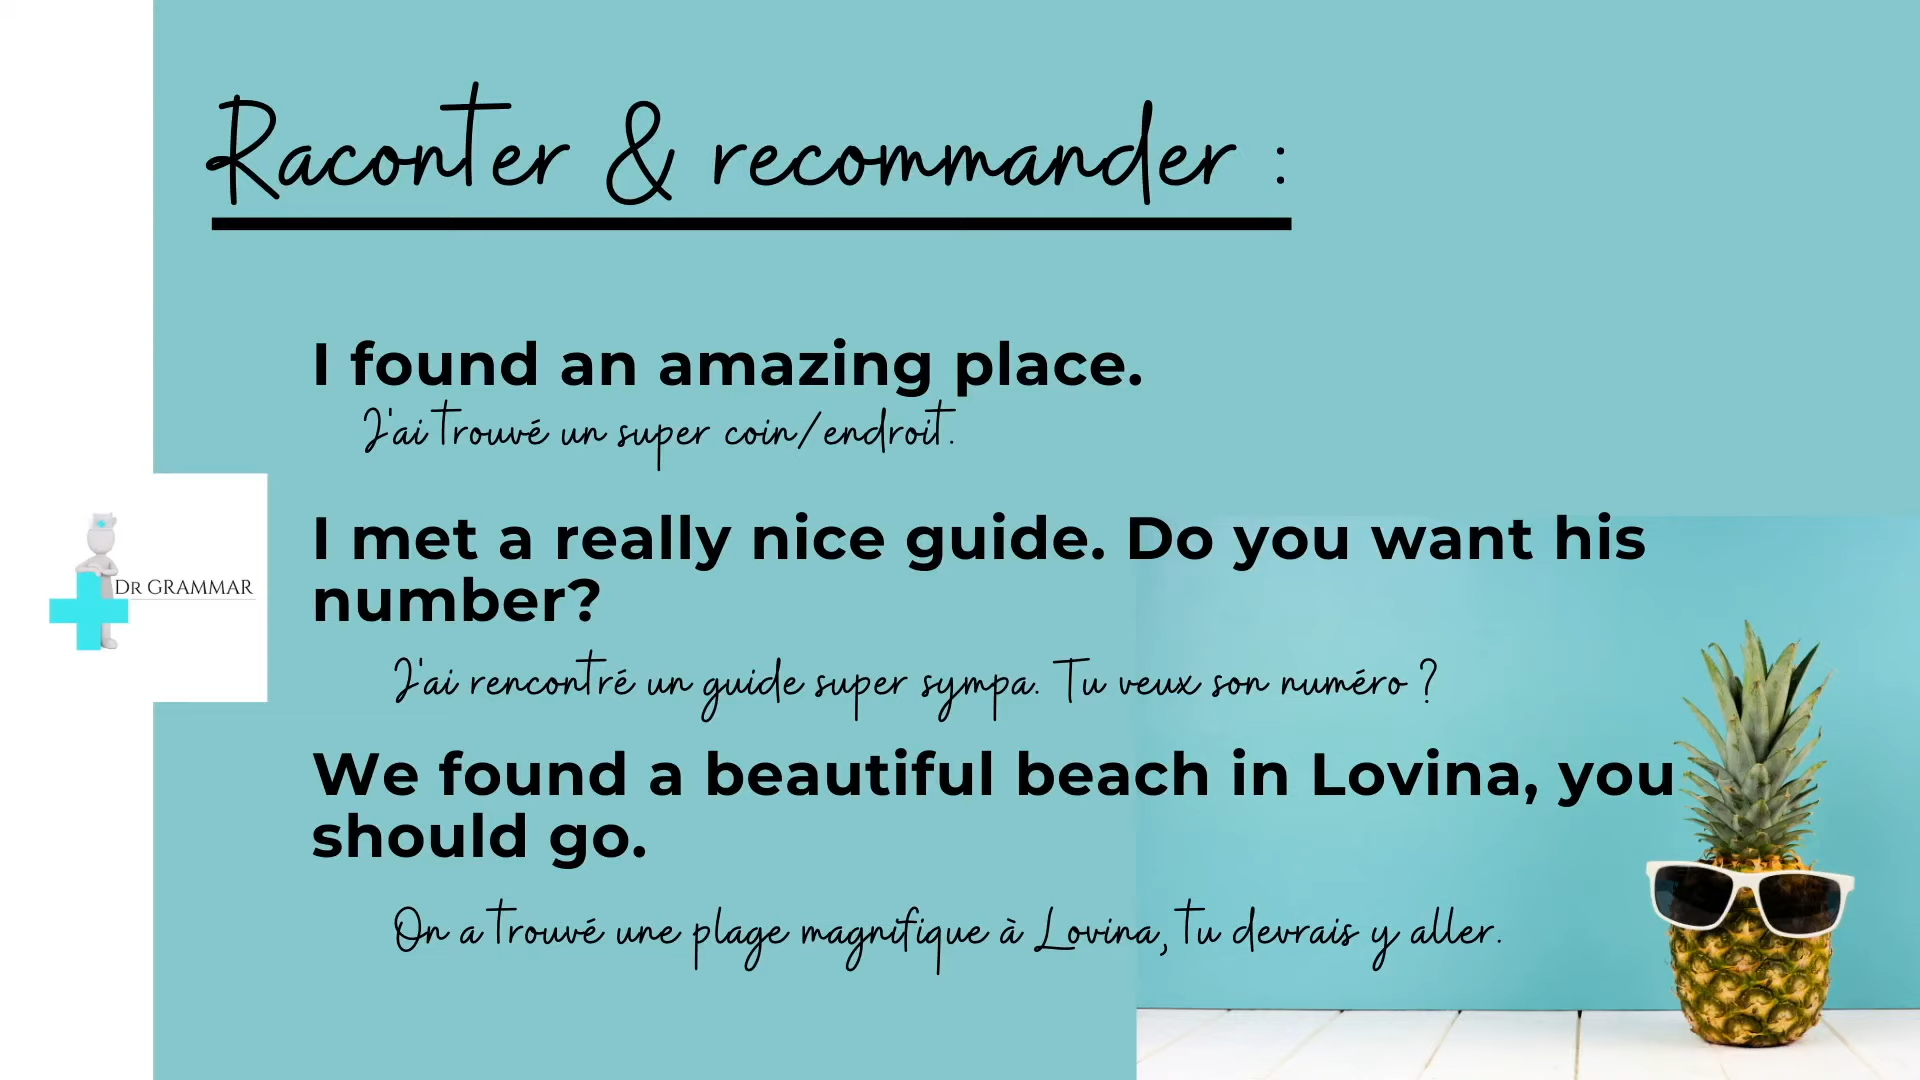 Raconter & recommander :
I found an amazing place.
J'ai trouvé un super coin/endroit.
I met a really nice guide. Do you want his
number?
DR GRAMMAR
J'ai rencontré un guide super sympa. Tu veux son numéro ?
We found a beautiful beach in Lovina, you
should go.
On a trouvé une plage magnifique à Lovina, tu devrais y aller.